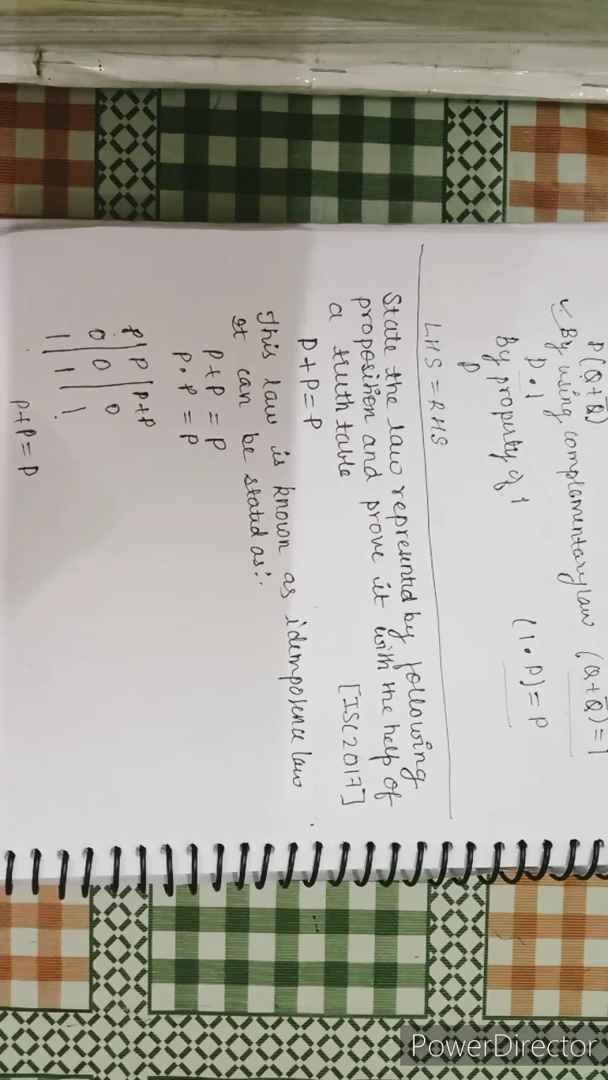 P(Q+Q̅)
✓ By using complamentary law (Q+Q̅)=1
P•1
By property of 1 (1•P)=P
P
LHS = RHS
State the law represented by following
proposition and prove it with the help of
a truth table [ISC 2017]
P+P=P
This law is known as idempotence law
It can be stated as:.
P+P = P
P•P = P
P | P | P+P
0 | 0 | 0
1 | 1 | 1
P+P = P
PowerDirector